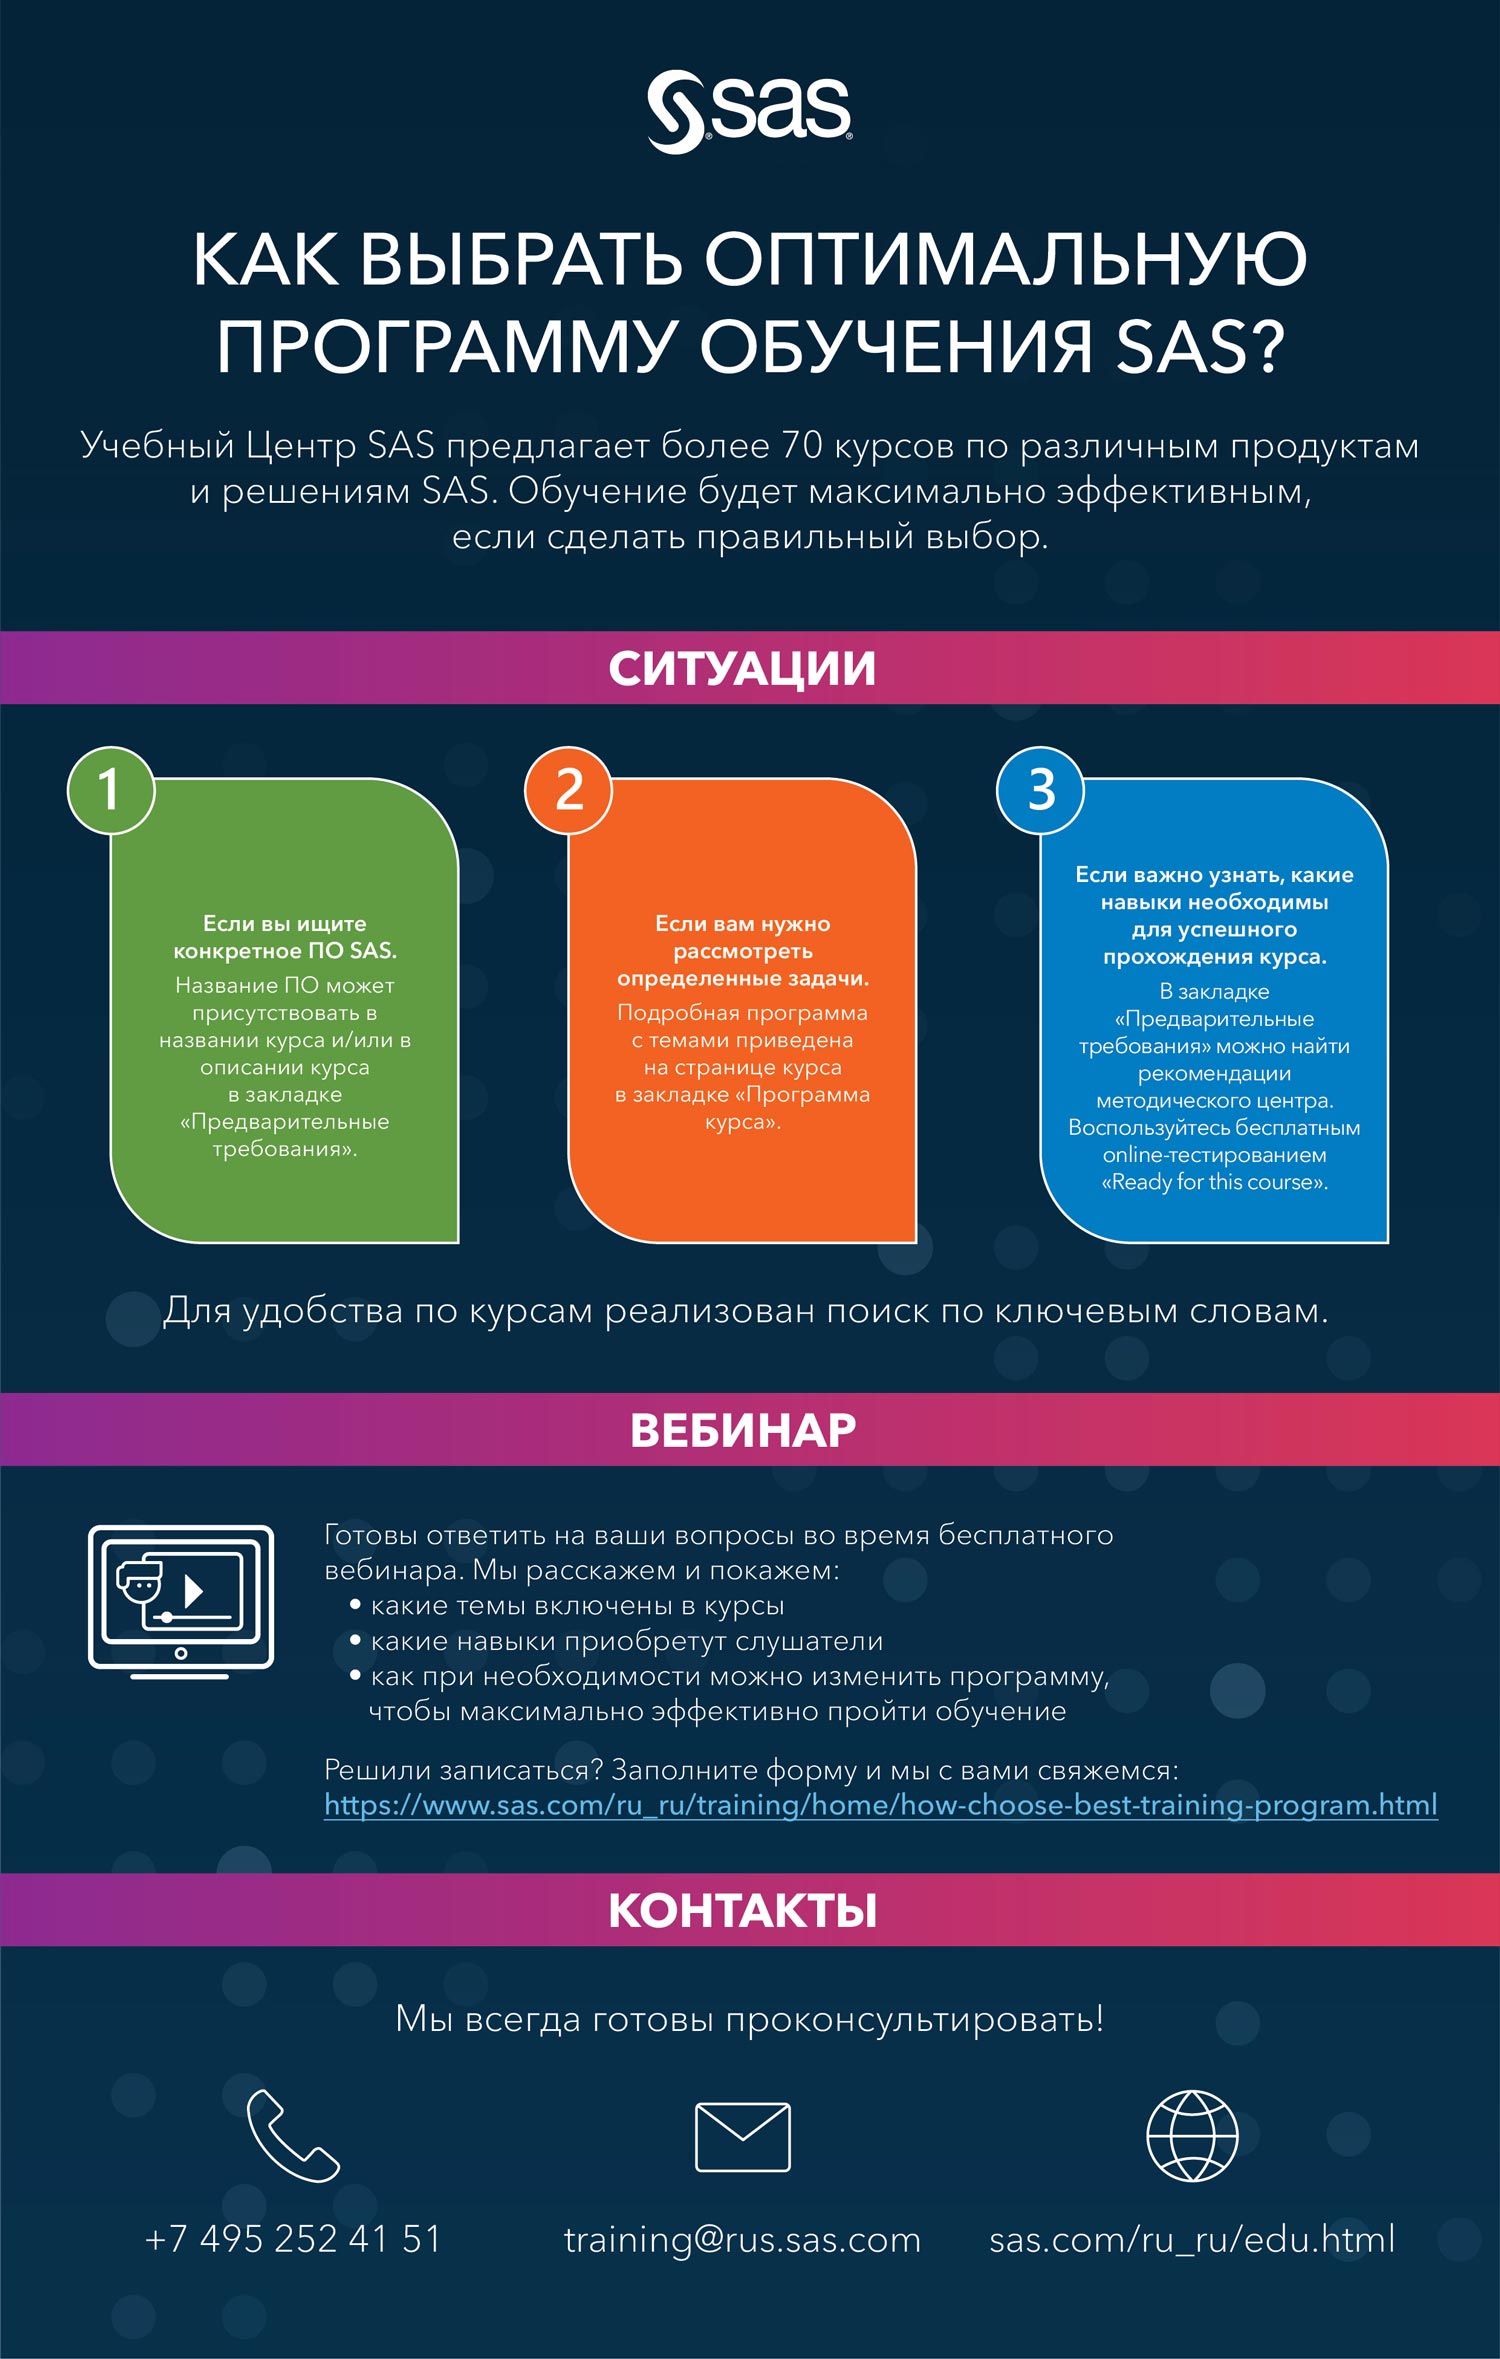 sas
КАК ВЫБРАТЬ ОПТИМАЛЬНУЮ
ПРОГРАММУ ОБУЧЕНИЯ SAS?
Учебный Центр SAS предлагает более 70 курсов по различным продуктам
и решениям SAS. Обучение будет максимально эффективным,
если сделать правильный выбор.
СИТУАЦИИ
1
Если вы ищите
конкретное ПО SAS.
Название ПО может
присутствовать в
названии курса и/или в
описании курса
в закладке
«Предварительные
требования».
2
Если вам нужно
рассмотреть
определенные задачи.
Подробная программа
с темами приведена
на странице курса
в закладке «Программа
курса».
3
Если важно узнать, какие
навыки необходимы
для успешного
прохождения курса.
В закладке
«Предварительные
требования» можно найти
рекомендации
методического центра.
Воспользуйтесь бесплатным
online-тестированием
«Ready for this course».
Для удобства по курсам реализован поиск по ключевым словам.
ВЕБИНАР
Готовы ответить на ваши вопросы во время бесплатного
вебинара. Мы расскажем и покажем:
• какие темы включены в курсы
• какие навыки приобретут слушатели
• как при необходимости можно изменить программу,
чтобы максимально эффективно пройти обучение
Решили записаться? Заполните форму и мы с вами свяжемся:
https://www.sas.com/ru_ru/training/home/how-choose-best-training-program.html
КОНТАКТЫ
Мы всегда готовы проконсультировать!
+7 495 252 41 51
training@rus.sas.com
sas.com/ru_ru/edu.html